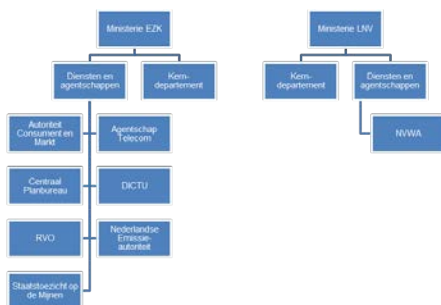 Ministerie EZK
Diensten en
agentschappen
Kern-
departement
Autoriteit
Consument en
Markt
Agentschap
Telecom
Centraal
Planbureau
DICTU
RVO
Nederlandse
Emissie-
autoriteit
Staatstoezicht op
de Mijnen
Ministerie LNV
Kern-
departement
Diensten en
agentschappen
NVWA